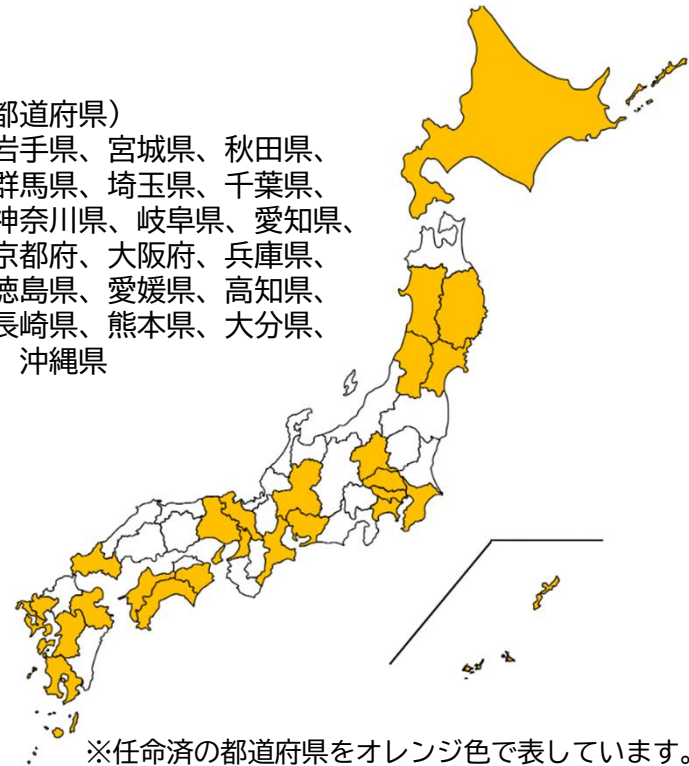 都道府県）
岩手県、宮城県、秋田県、
群馬県、埼玉県、千葉県、
神奈川県、岐阜県、愛知県、
京都府、大阪府、兵庫県、
徳島県、愛媛県、高知県、
長崎県、熊本県、大分県、
沖縄県
※任命済の都道府県をオレンジ色で表しています。